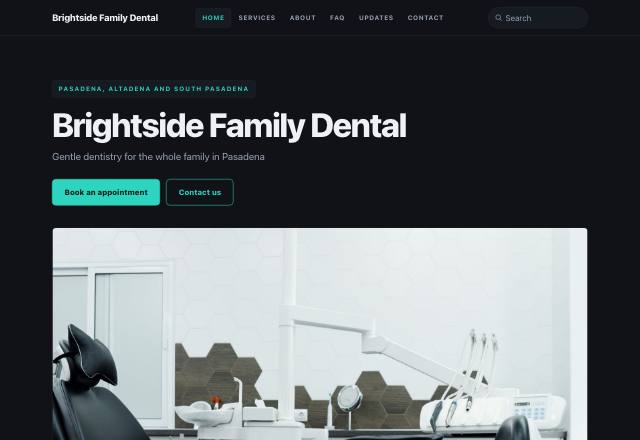 Brightside Family Dental
HOME SERVICES ABOUT FAQ UPDATES CONTACT
Search
PASADENA, ALTADENA AND SOUTH PASADENA
Brightside Family Dental
Gentle dentistry for the whole family in Pasadena
Book an appointment
Contact us